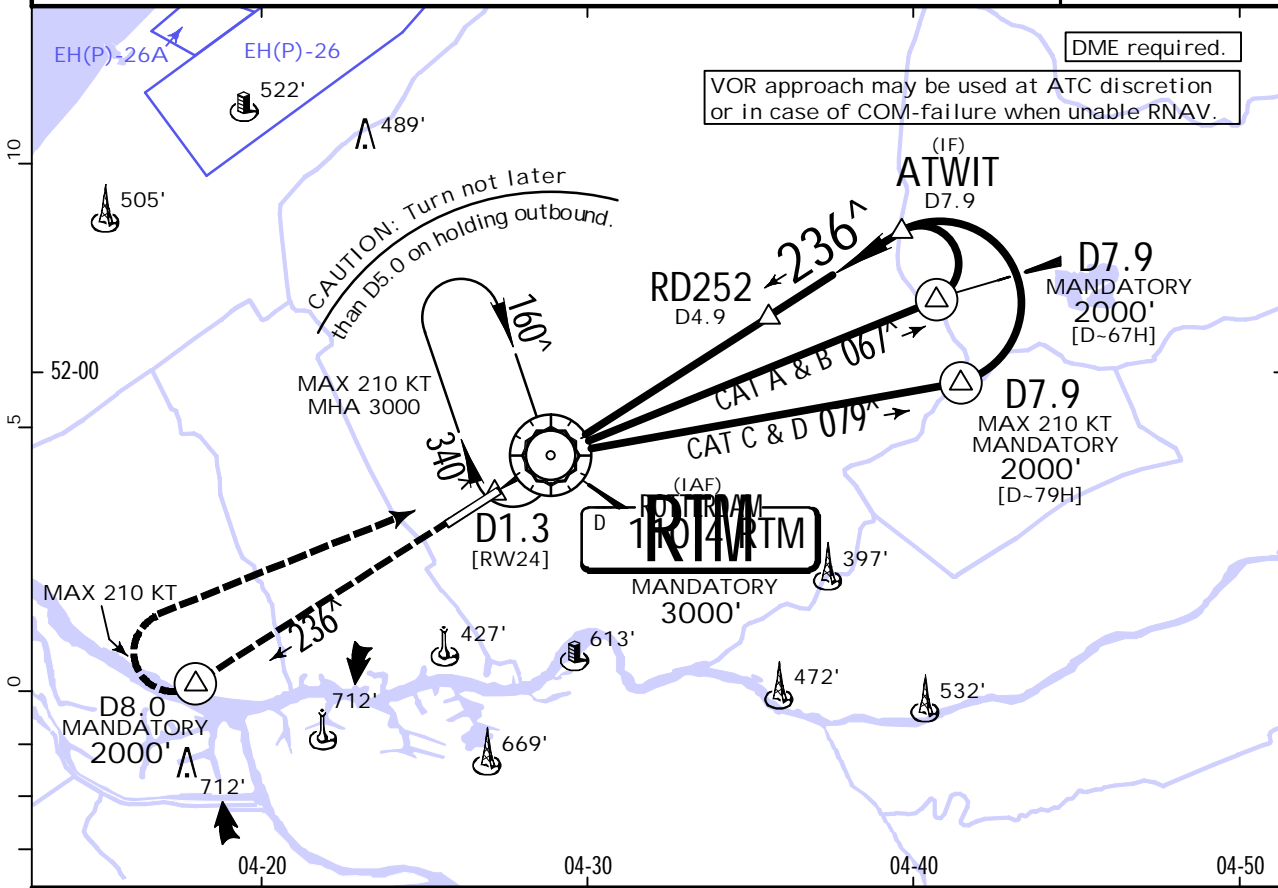 EH(P)-26A
EH(P)-26
DME required.
VOR approach may be used at ATC discretion
or in case of COM-failure when unable RNAV.
522'
489'
505'
10
CAUTION: Turn not later
than D5.0 on holding outbound.
(IF)
ATWIT
D7.9
236^
RD252
D4.9
D7.9
MANDATORY
2000'
[D~67H]
160^
52-00
MAX 210 KT
MHA 3000
CAT A & B 067^
5
D7.9
MAX 210 KT
MANDATORY
2000'
[D~79H]
CAT C & D 079^
340^
(IAF)
ROTTERDAM
D
RTM
110.4 RTM
MANDATORY
3000'
D1.3
[RW24]
397'
MAX 210 KT
236^
427'
613'
472'
532'
0
D8.0
MANDATORY
2000'
712'
669'
712'
04-20
04-30
04-40
04-50